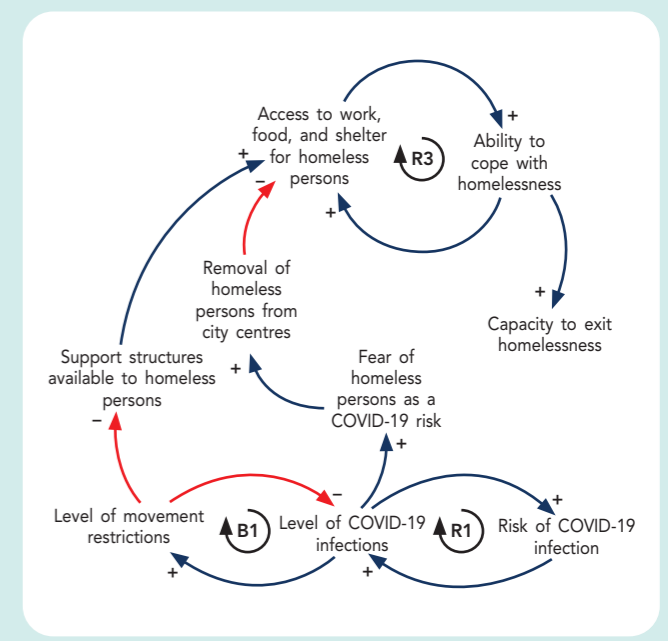 Access to work,
food, and shelter
for homeless
persons
+
−
R3
+
+
Ability to
cope with
homelessness
+
Capacity to exit
homelessness
Removal of
homeless
persons from
city centres
+
Support structures
available to homeless
persons
−
Fear of
homeless
persons as a
COVID-19 risk
+
Level of movement
restrictions
+
B1
−
Level of COVID-19
infections
+
R1
+
Risk of COVID-19
infection